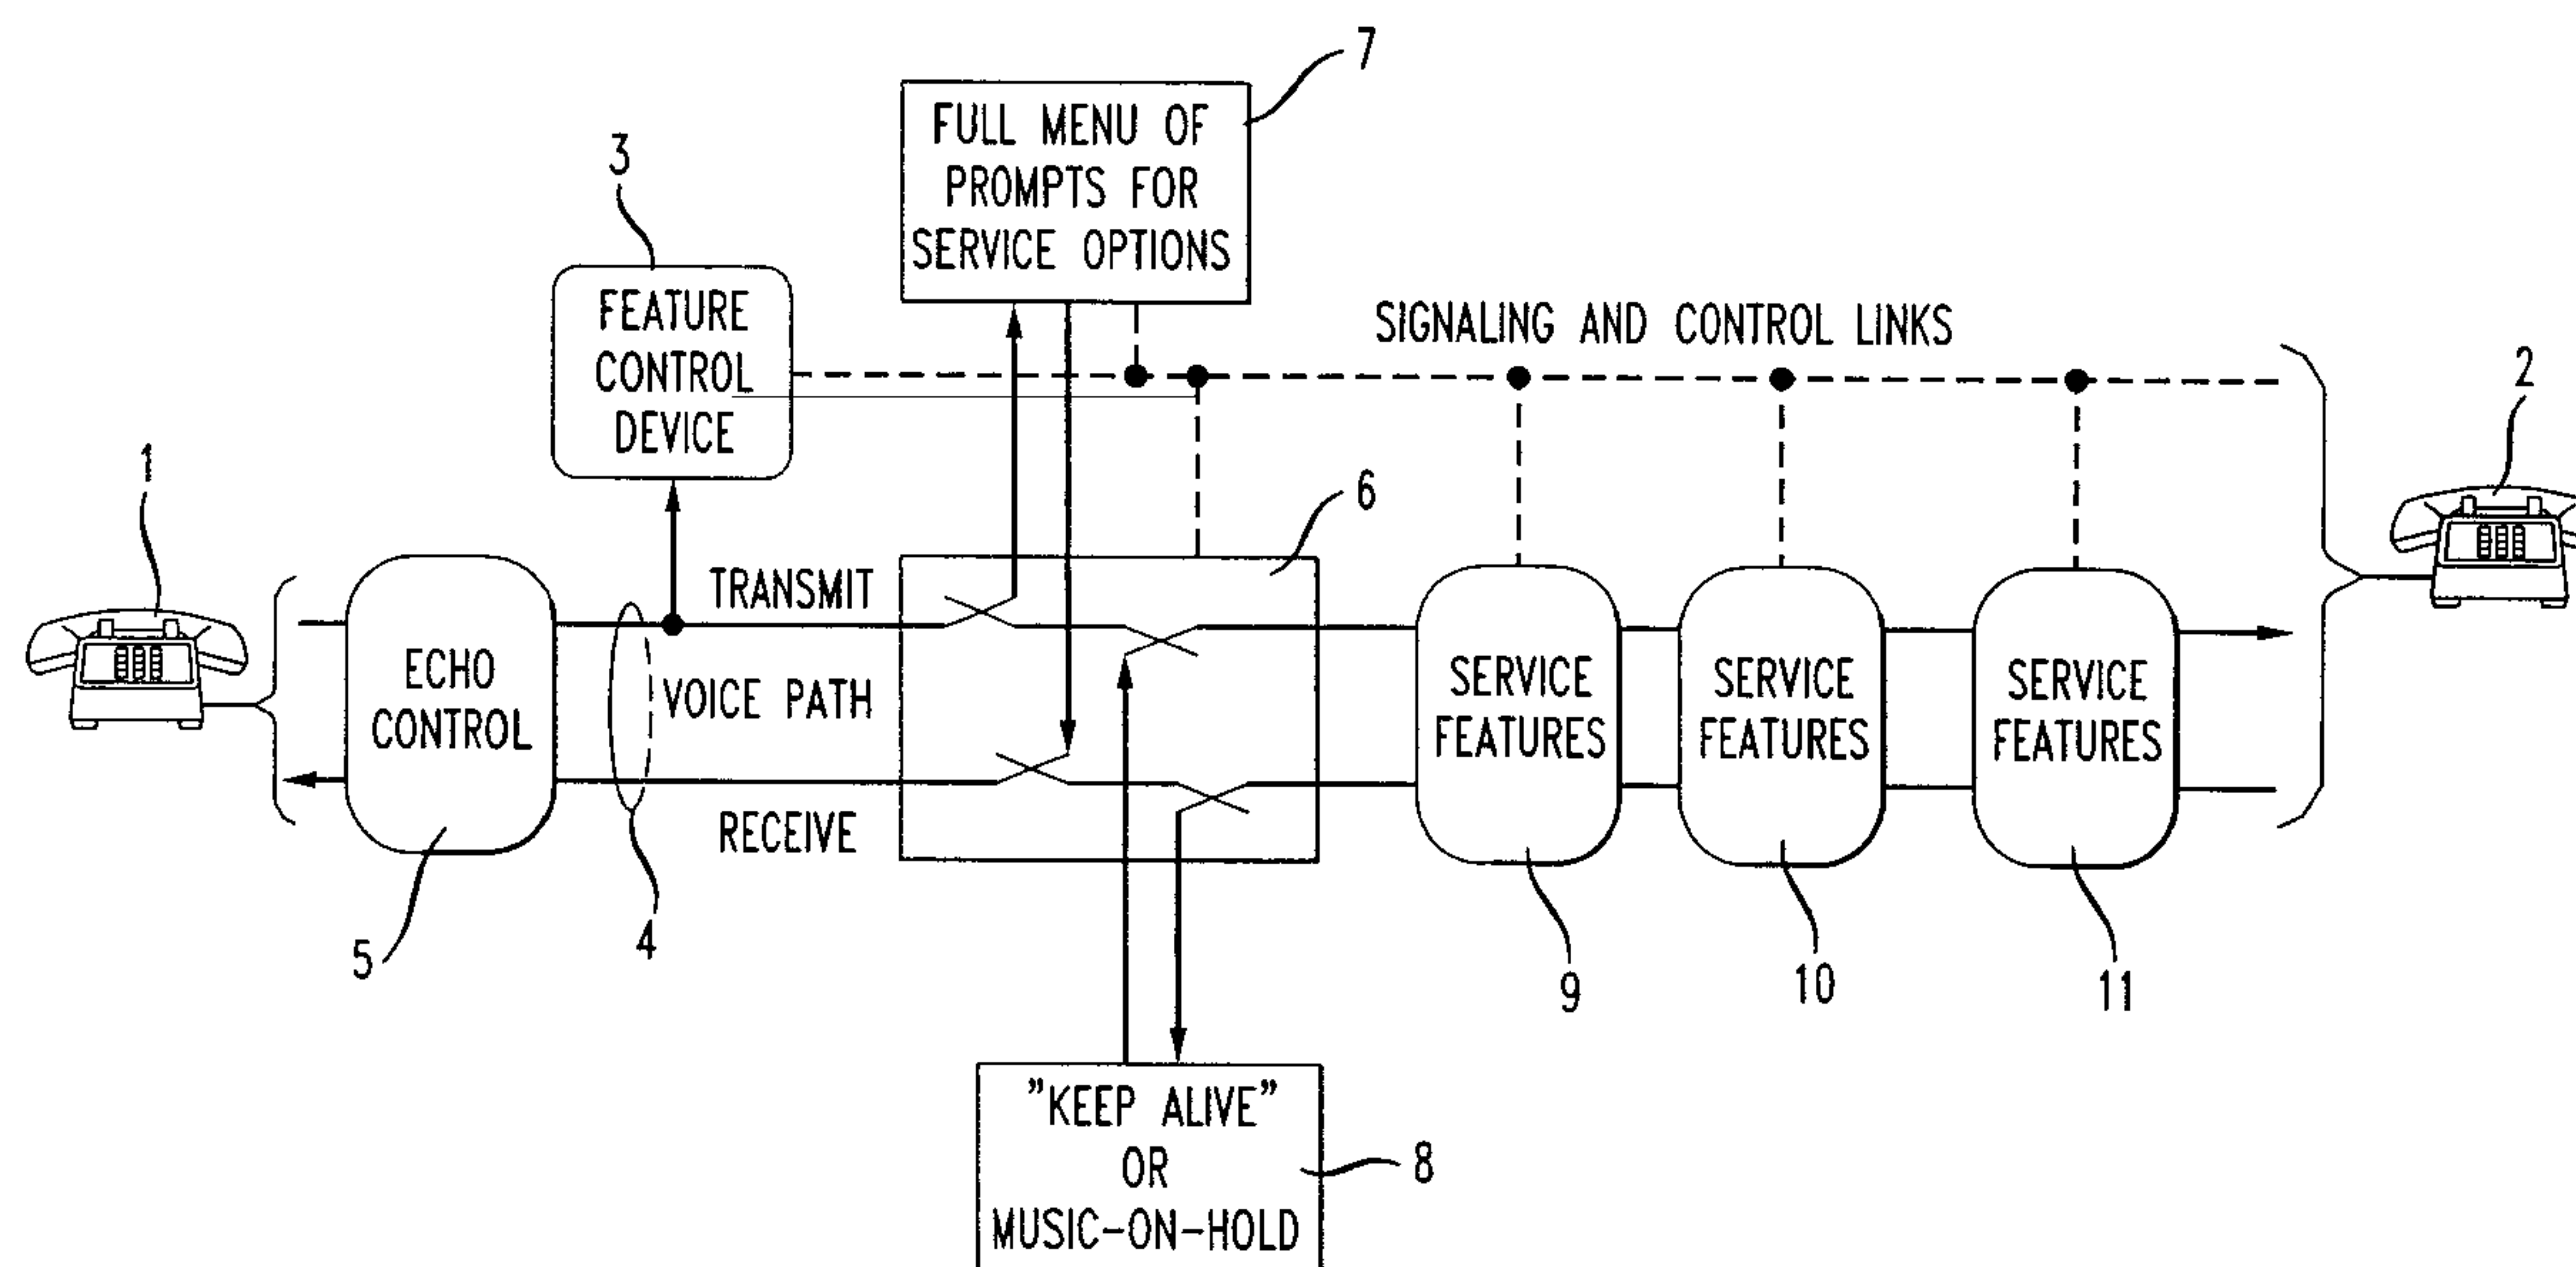 7
FULL MENU OF
PROMPTS FOR
SERVICE OPTIONS
3
FEATURE
CONTROL
DEVICE
SIGNALING AND CONTROL LINKS
2
1
6
TRANSMIT
ECHO
CONTROL
VOICE PATH
RECEIVE
SERVICE
FEATURES
SERVICE
FEATURES
SERVICE
FEATURES
5
4
9
10
11
"KEEP ALIVE"
OR
MUSIC-ON-HOLD
8